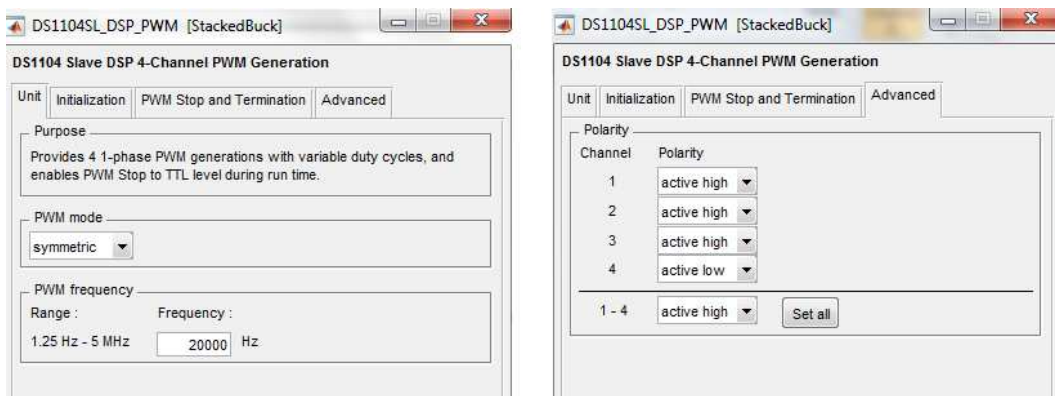 DS1104SL_DSP_PWM [StackedBuck]
DS1104 Slave DSP 4-Channel PWM Generation
Unit Initialization PWM Stop and Termination Advanced
Purpose
Provides 4 1-phase PWM generations with variable duty cycles, and
enables PWM Stop to TTL level during run time.
PWM mode
symmetric
PWM frequency
Range : Frequency :
1.25 Hz - 5 MHz 20000 Hz
DS1104SL_DSP_PWM [StackedBuck]
DS1104 Slave DSP 4-Channel PWM Generation
Unit Initialization PWM Stop and Termination Advanced
Polarity
Channel Polarity
1 active high
2 active high
3 active high
4 active low
1 - 4 active high Set all